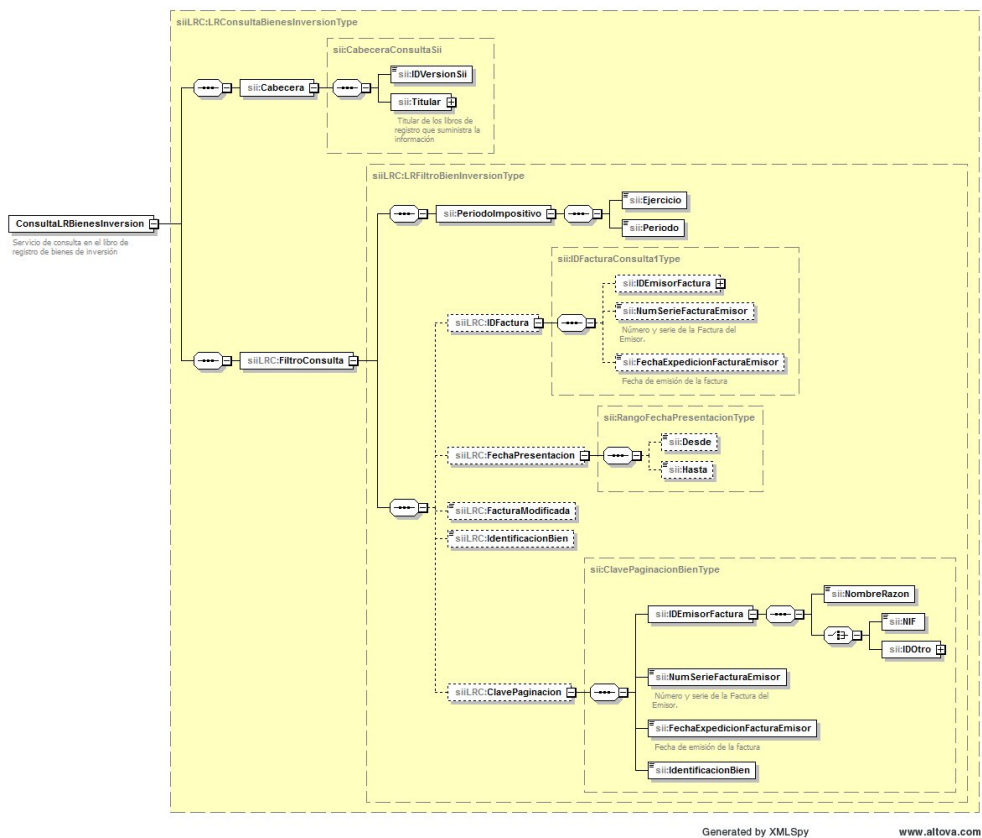 siiLRC:LRConsultaBienesInversionType
sii:CabeceraConsultaSii
sii:IDVersionSii
sii:Cabecera
sii:Titular
Titular de los libros de
registro que suministra la
información
siiLRC:LRFiltroBienInversionType
sii:Ejercicio
sii:PeriodoImpositivo
sii:Periodo
ConsultaLRBienesInversion
Servicio de consulta en el libro de
registro de bienes de inversión
sii:IDFacturaConsulta1Type
sii:IDEmisorFactura
sii:NumSerieFacturaEmisor
Número y serie de la Factura del
Emisor.
siiLRC:IDFactura
sii:FechaExpedicionFacturaEmisor
Fecha de emisión de la factura
siiLRC:FiltroConsulta
sii:RangoFechaPresentacionType
sii:Desde
siiLRC:FechaPresentacion
sii:Hasta
siiLRC:FacturaModificada
siiLRC:IdentificacionBien
sii:ClavePaginacionBienType
sii:NombreRazon
sii:IDEmisorFactura
sii:NIF
sii:IDOtro
siiLRC:ClavePaginacion
sii:NumSerieFacturaEmisor
Número y serie de la Factura del
Emisor.
sii:FechaExpedicionFacturaEmisor
Fecha de emisión de la factura
sii:IdentificacionBien
Generated by XMLSpy
www.altova.com